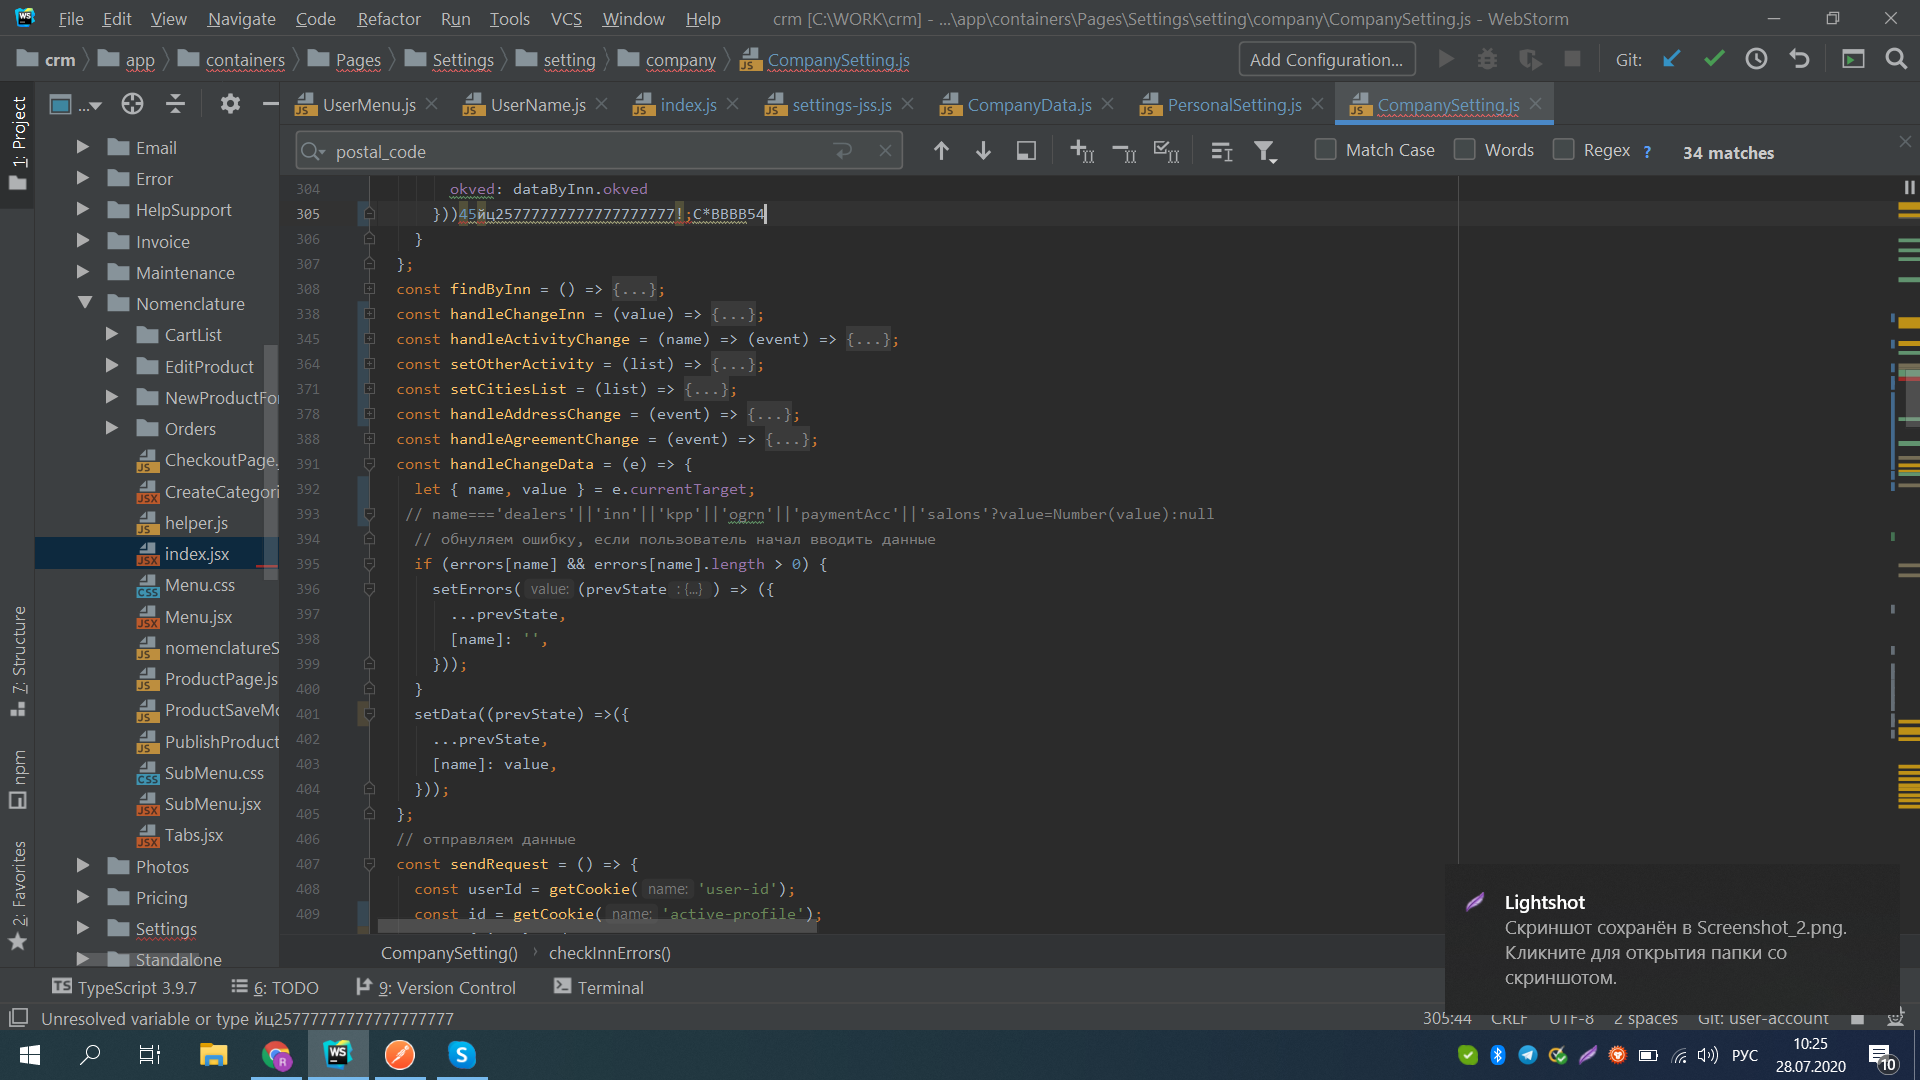 File Edit View Navigate Code Refactor Run Tools VCS Window Help crm [C:\WORK\crm] - ...\app\containers\Pages\Settings\setting\company\CompanySetting.js - WebStorm
crm app containers Pages Settings setting company CompanySetting.js Add Configuration... Git:
... UserMenu.js UserName.js index.js settings-jss.js CompanyData.js PersonalSetting.js CompanySetting.js
postal_code Match Case Words Regex ? 34 matches
1: Project
7: Structure
npm
2: Favorites
Email
Error
HelpSupport
Invoice
Maintenance
Nomenclature
CartList
EditProduct
NewProductFo
Orders
CheckoutPage.
CreateCategori
helper.js
index.jsx
Menu.css
Menu.jsx
nomenclatureS
ProductPage.js
ProductSaveMo
PublishProduct
SubMenu.css
SubMenu.jsx
Tabs.jsx
Photos
Pricing
Settings
Standalone
304 okved: dataByInn.okved
305 }))45йц25777777777777777777!;C*BBBB54
306 }
307 };
308 const findByInn = () => {...};
338 const handleChangeInn = (value) => {...};
345 const handleActivityChange = (name) => (event) => {...};
364 const setOtherActivity = (list) => {...};
371 const setCitiesList = (list) => {...};
378 const handleAddressChange = (event) => {...};
388 const handleAgreementChange = (event) => {...};
391 const handleChangeData = (e) => {
392 let { name, value } = e.currentTarget;
393 // name==='dealers'||'inn'||'kpp'||'ogrn'||'paymentAcc'||'salons'?value=Number(value):null
394 // обнуляем ошибку, если пользователь начал вводить данные
395 if (errors[name] && errors[name].length > 0) {
396 setErrors( value: (prevState : {...} ) => ({
397 ...prevState,
398 [name]: '',
399 }));
400 }
401 setData((prevState) =>({
402 ...prevState,
403 [name]: value,
404 }));
405 };
406 // отправляем данные
407 const sendRequest = () => {
408 const userId = getCookie( name: 'user-id');
409 const id = getCookie( name: 'active-profile');
CompanySetting() checkInnErrors()
Lightshot
Скриншот сохранён в Screenshot_2.png.
Кликните для открытия папки со
скриншотом.
TypeScript 3.9.7 6: TODO 9: Version Control Terminal
Unresolved variable or type йц25777777777777777777 305:44 CRLF UTF-8 2 spaces Git: user-account
РУС 10:25
28.07.2020
10